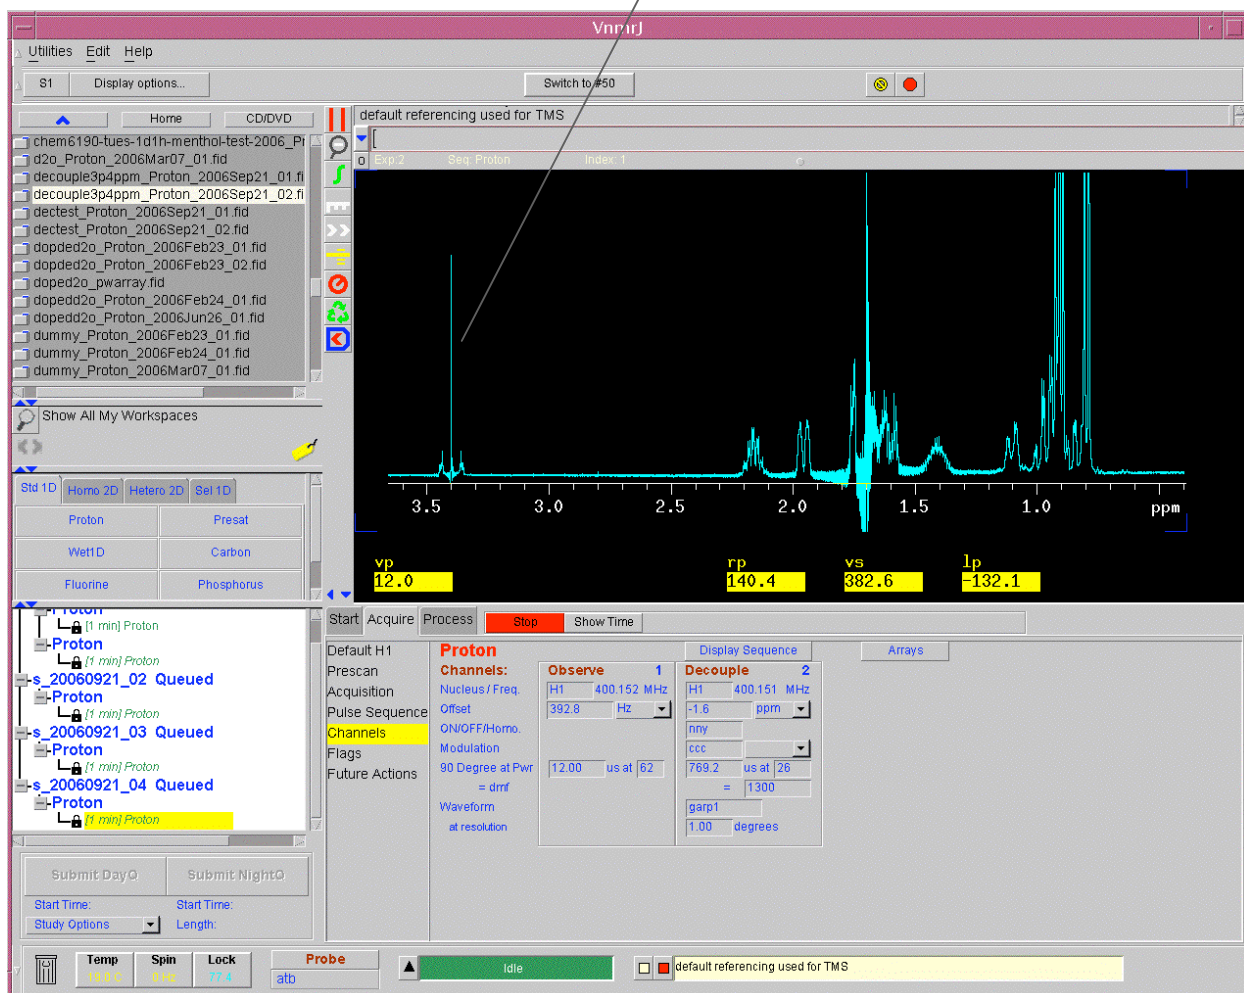 VnmrJ
Utilities Edit Help
S1 Display options... Switch to #50
Home CD/DVD
default referencing used for TMS
[
Exp:2 Seq: Proton Index: 1
chem6190-tues-1d1h-menthol-test-2006_Pr
d2o_Proton_2006Mar07_01.fid
decouple3p4ppm_Proton_2006Sep21_01.fi
decouple3p4ppm_Proton_2006Sep21_02.fi
dectest_Proton_2006Sep21_01.fid
dectest_Proton_2006Sep21_02.fid
dopded2o_Proton_2006Feb23_01.fid
dopded2o_Proton_2006Feb23_02.fid
doped2o_pwarray.fid
dopedd2o_Proton_2006Feb24_01.fid
dopedd2o_Proton_2006Jun26_01.fid
dummy_Proton_2006Feb23_01.fid
dummy_Proton_2006Feb24_01.fid
dummy_Proton_2006Mar07_01.fid
Show All My Workspaces
Std 1D Homo 2D Hetero 2D Sel 1D
Proton Presat
Wet1D Carbon
Fluorine Phosphorus
3.5 3.0 2.5 2.0 1.5 1.0 ppm
vp rp vs lp
12.0 140.4 382.6 -132.1
Proton
[1 min] Proton
Proton
[1 min] Proton
s_20060921_02 Queued
Proton
[1 min] Proton
s_20060921_03 Queued
Proton
[1 min] Proton
s_20060921_04 Queued
Proton
[1 min] Proton
Submit DayQ Submit NightQ
Start Time: Start Time:
Study Options Length:
Start Acquire Process Stop Show Time
Default H1
Prescan
Acquisition
Pulse Sequence
Channels
Flags
Future Actions
Proton Display Sequence Arrays
Channels: Observe 1 Decouple 2
Nucleus / Freq. H1 400.152 MHz H1 400.151 MHz
Offset 392.8 Hz -1.6 ppm
ON/OFF/Homo. nny
Modulation ccc
90 Degree at Pwr 12.00 us at 62 769.2 us at 26
= dmf = 1300
Waveform garp1
at resolution 1.00 degrees
Temp Spin Lock Probe
10.0 C 0 Hz 77.4 atb
Idle
default referencing used for TMS